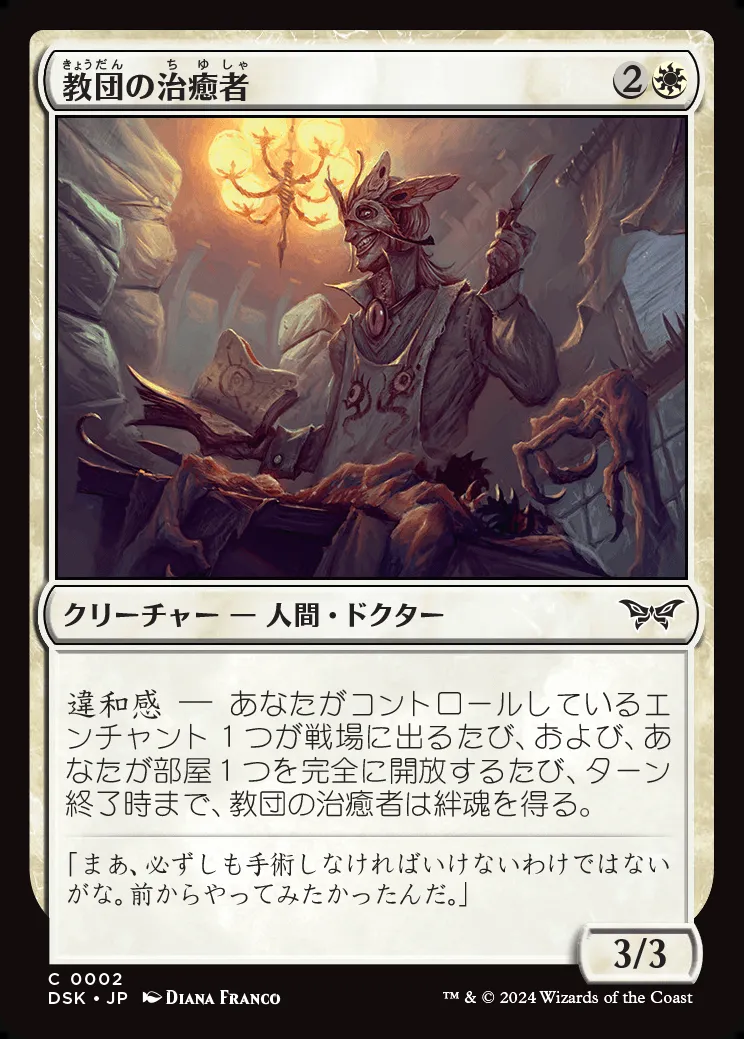 きょうだん ち ゆ しゃ
教団の治癒者
2
クリーチャー — 人間・ドクター
違和感 — あなたがコントロールしているエ
ンチャント１つが戦場に出るたび、および、あ
なたが部屋１つを完全に開放するたび、ターン
終了時まで、教団の治癒者は絆魂を得る。
「まあ、必ずしも手術しなければいけないわけではない
がな。前からやってみたかったんだ。」
3/3
C 0002
DSK • JP Diana Franco
™ & © 2024 Wizards of the Coast